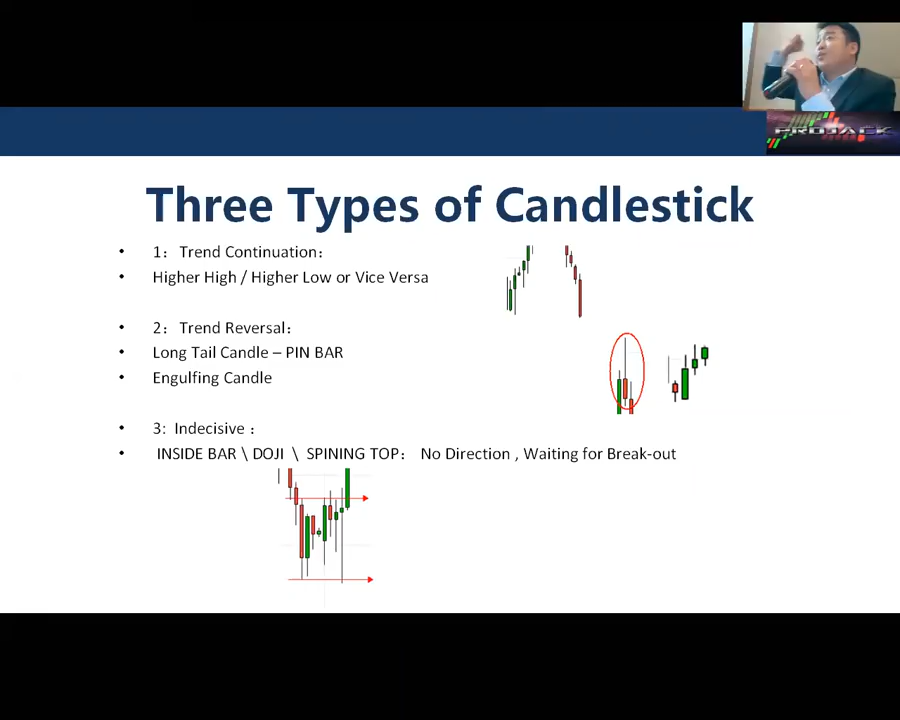 PROJACK
Three Types of Candlestick
• 1：Trend Continuation：
• Higher High / Higher Low or Vice Versa
• 2：Trend Reversal：
• Long Tail Candle – PIN BAR
• Engulfing Candle
• 3: Indecisive：
• INSIDE BAR \ DOJI \ SPINING TOP： No Direction , Waiting for Break-out